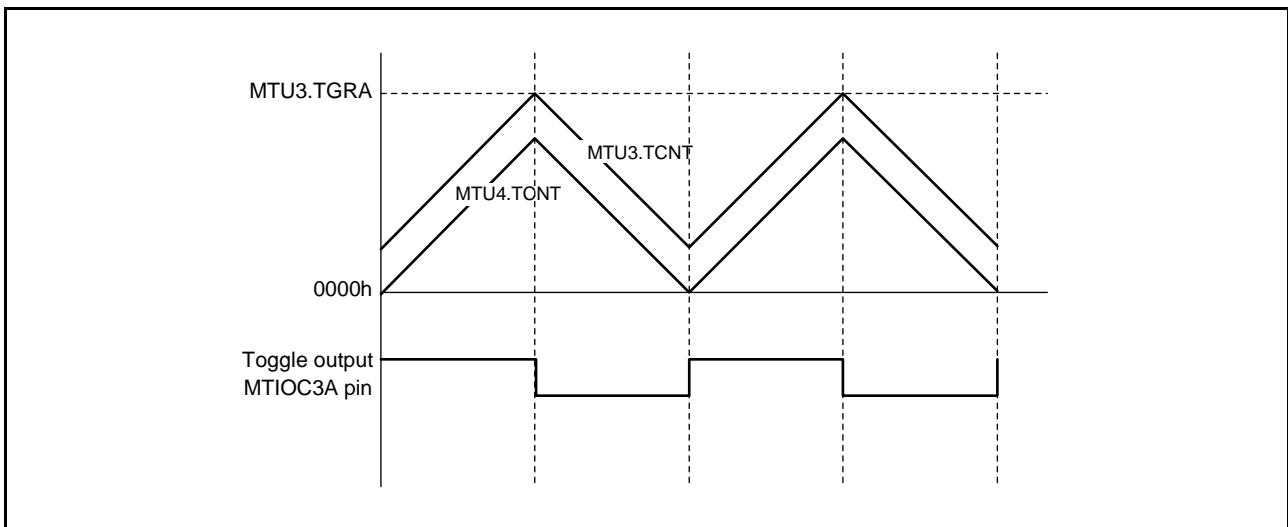 MTU3.TGRA
MTU3.TCNT
MTU4.TCNT
0000h
Toggle output
MTIOC3A pin